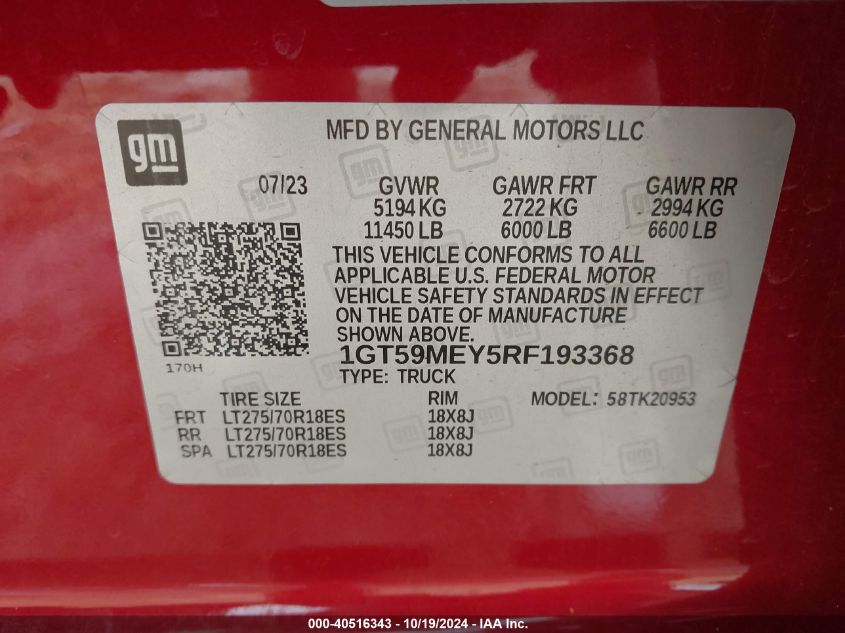 gm
MFD BY GENERAL MOTORS LLC
07/23 GVWR GAWR FRT GAWR RR
5194 KG 2722 KG 2994 KG
11450 LB 6000 LB 6600 LB
THIS VEHICLE CONFORMS TO ALL
APPLICABLE U.S. FEDERAL MOTOR
VEHICLE SAFETY STANDARDS IN EFFECT
ON THE DATE OF MANUFACTURE
SHOWN ABOVE.
170H
1GT59MEY5RF193368
TYPE: TRUCK
TIRE SIZE RIM MODEL: 58TK20953
FRT LT275/70R18ES 18X8J
RR LT275/70R18ES 18X8J
SPA LT275/70R18ES 18X8J
000-40516343 - 10/19/2024 - IAA Inc.